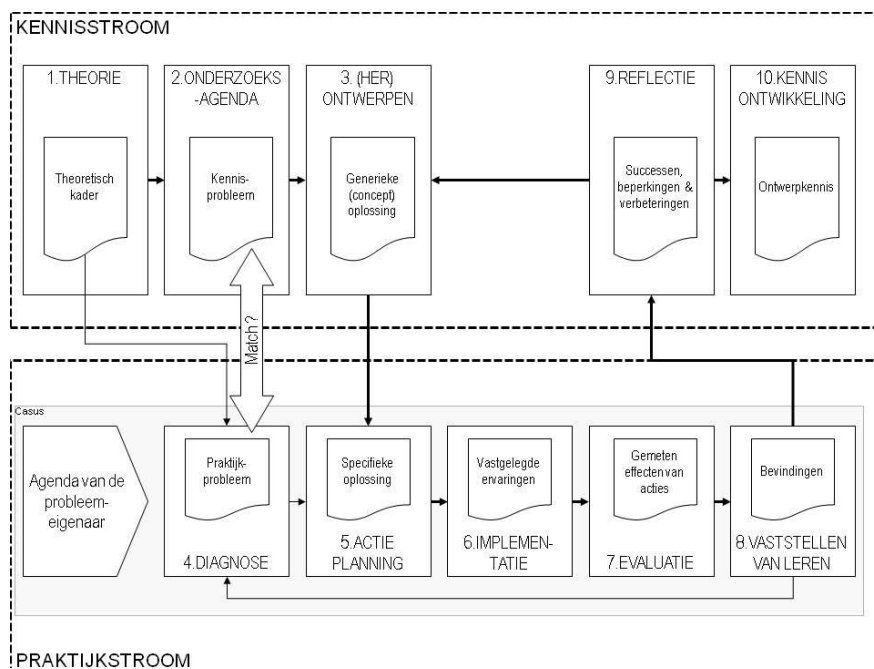 KENNISSTROOM
1.THEORIE
Theoretisch
kader
2.ONDERZOEKS
-AGENDA
Kennis-
probleem
3. (HER)
ONTWERPEN
Generieke
(concept)
oplossing
9.REFLECTIE
Successen,
beperkingen &
verbeteringen
10.KENNIS
ONTWIKKELING
Ontwerpkennis
Match?
Casus
Agenda van de
probleem-
eigenaar
Praktijk-
probleem
4.DIAGNOSE
Specifieke
oplossing
5.ACTIE
PLANNING
Vastgelegde
ervaringen
6.IMPLEMEN-
TATIE
Gemeten
effecten van
acties
7.EVALUATIE
Bevindingen
8.VASTSTELLEN
VAN LEREN
PRAKTIJKSTROOM